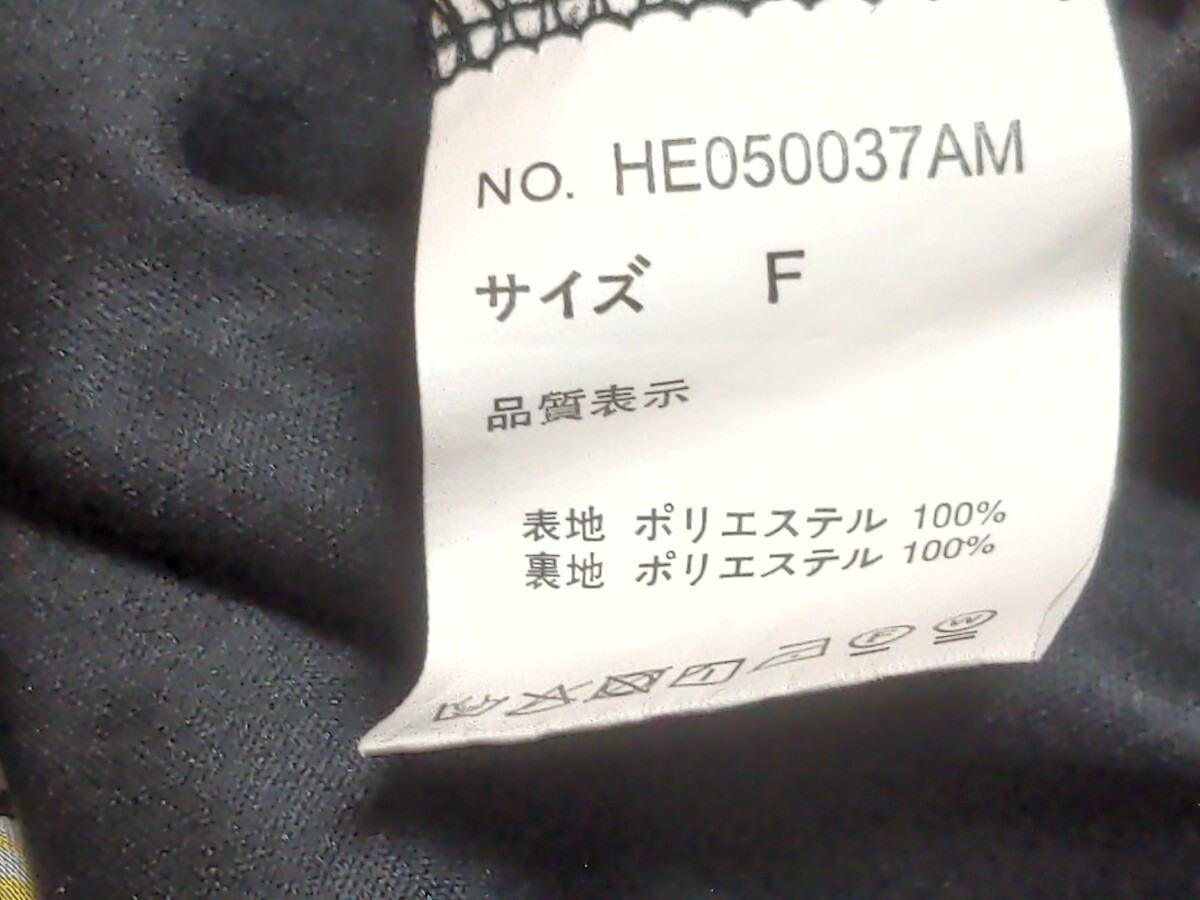 NO. HE050037AM
サイズ F
品質表示
表地 ポリエステル 100%
裏地 ポリエステル 100%
F W